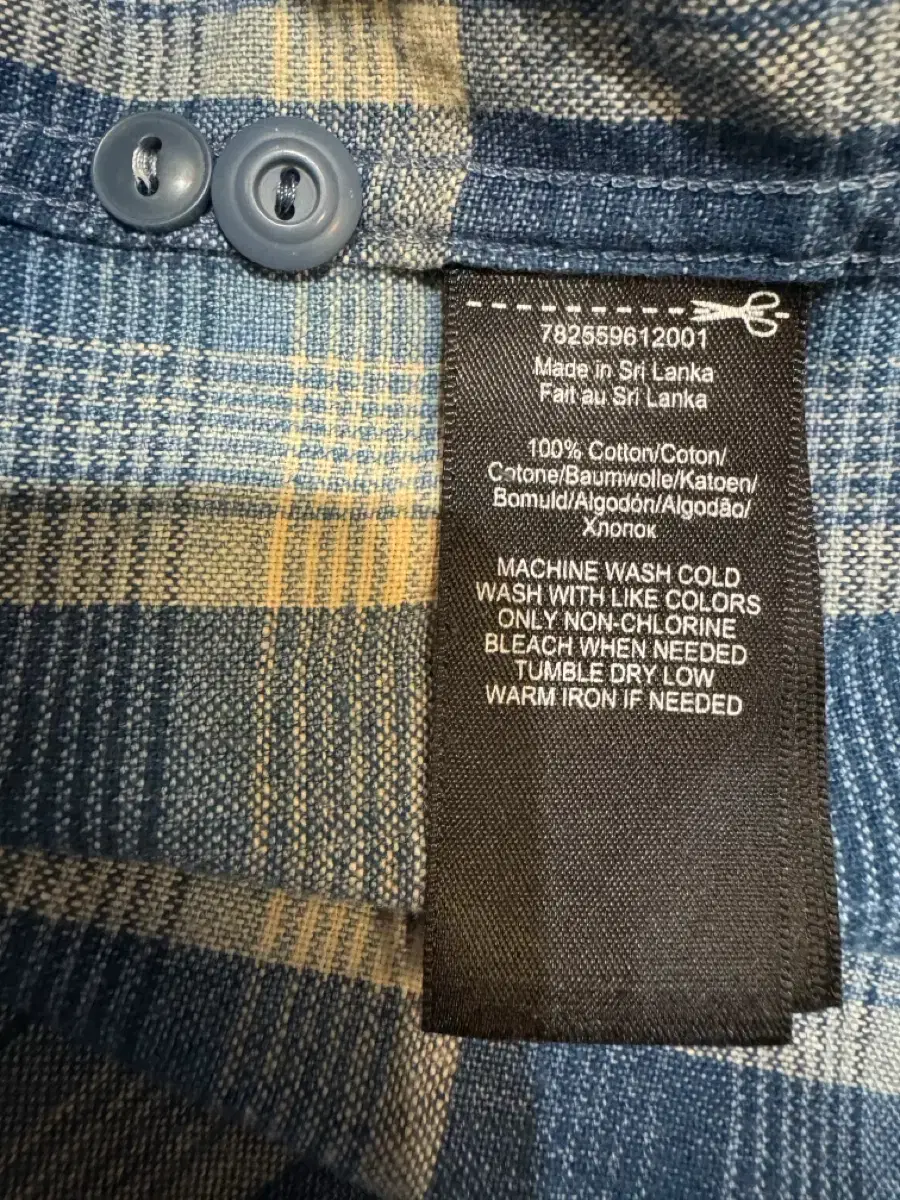 782559612001
Made in Sri Lanka
Fait au Sri Lanka
100% Cotton/Coton/
Cotone/Baumwolle/Katoen/
Bomuld/Algodón/Algodão/
Хлопок
MACHINE WASH COLD
WASH WITH LIKE COLORS
ONLY NON-CHLORINE
BLEACH WHEN NEEDED
TUMBLE DRY LOW
WARM IRON IF NEEDED